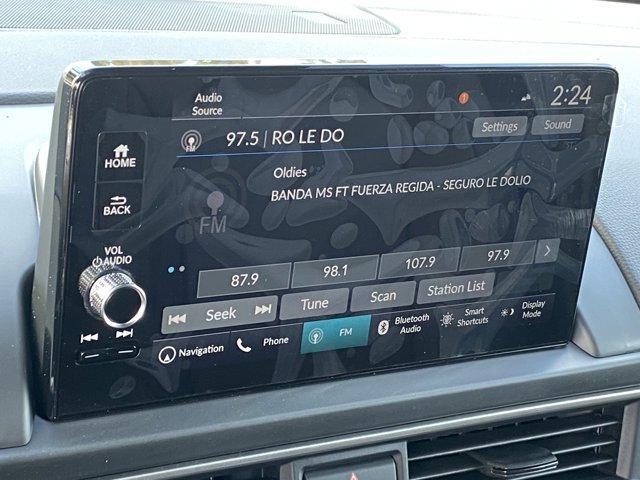 Audio
Source
2:24
97.5 | RO LE DO
Settings
Sound
Oldies
BANDA MS FT FUERZA REGIDA - SEGURO LE DOLIO
FM
HOME
BACK
VOL
AUDIO
87.9
98.1
107.9
97.9
Seek
Tune
Scan
Station List
Navigation
Phone
FM
Bluetooth
Audio
Smart
Shortcuts
Display
Mode